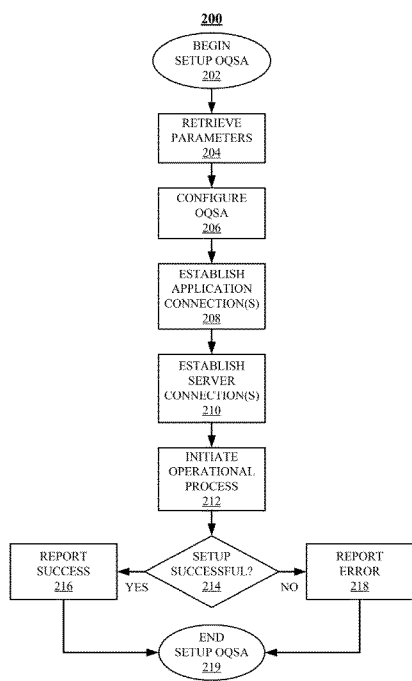 200
BEGIN
SETUP OQSA
202
RETRIEVE
PARAMETERS
204
CONFIGURE
OQSA
206
ESTABLISH
APPLICATION
CONNECTION(S)
208
ESTABLISH
SERVER
CONNECTION(S)
210
INITIATE
OPERATIONAL
PROCESS
212
SETUP
SUCCESSFUL?
214
YES
NO
REPORT
SUCCESS
216
REPORT
ERROR
218
END
SETUP OQSA
219